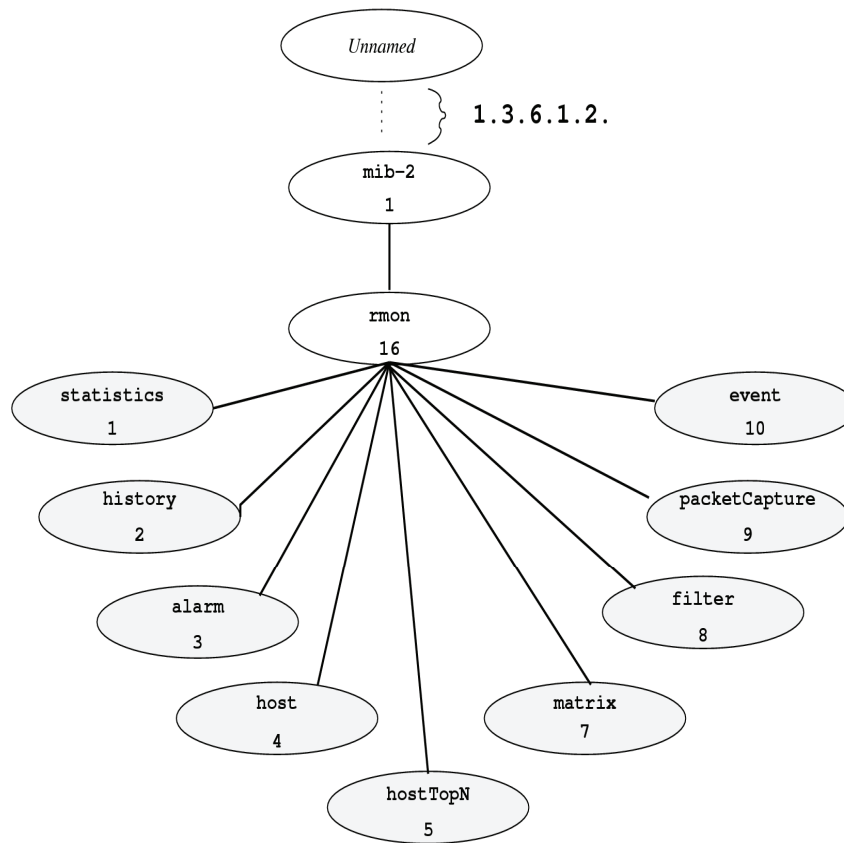 Unnamed
1.3.6.1.2.
mib-2
1
rmon
16
statistics
1
event
10
history
2
packetCapture
9
alarm
3
filter
8
host
4
matrix
7
hostTopN
5